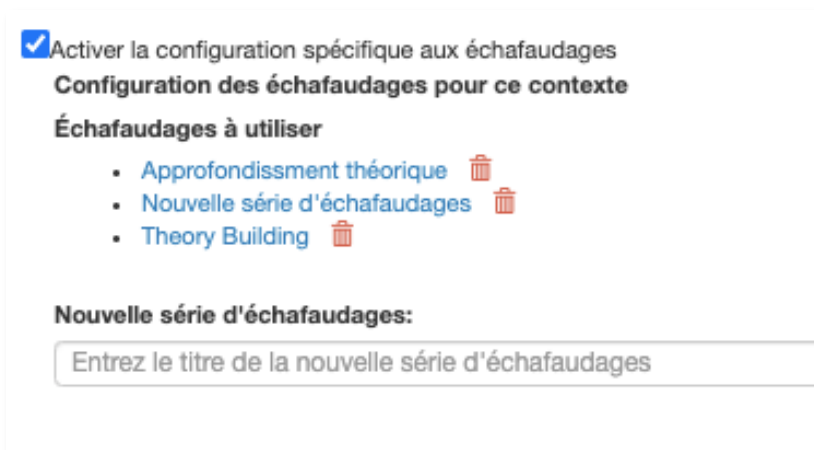 Activer la configuration spécifique aux échafaudages
Configuration des échafaudages pour ce contexte
Échafaudages à utiliser
Approfondissment théorique
Nouvelle série d'échafaudages
Theory Building
Nouvelle série d'échafaudages:
Entrez le titre de la nouvelle série d'échafaudages